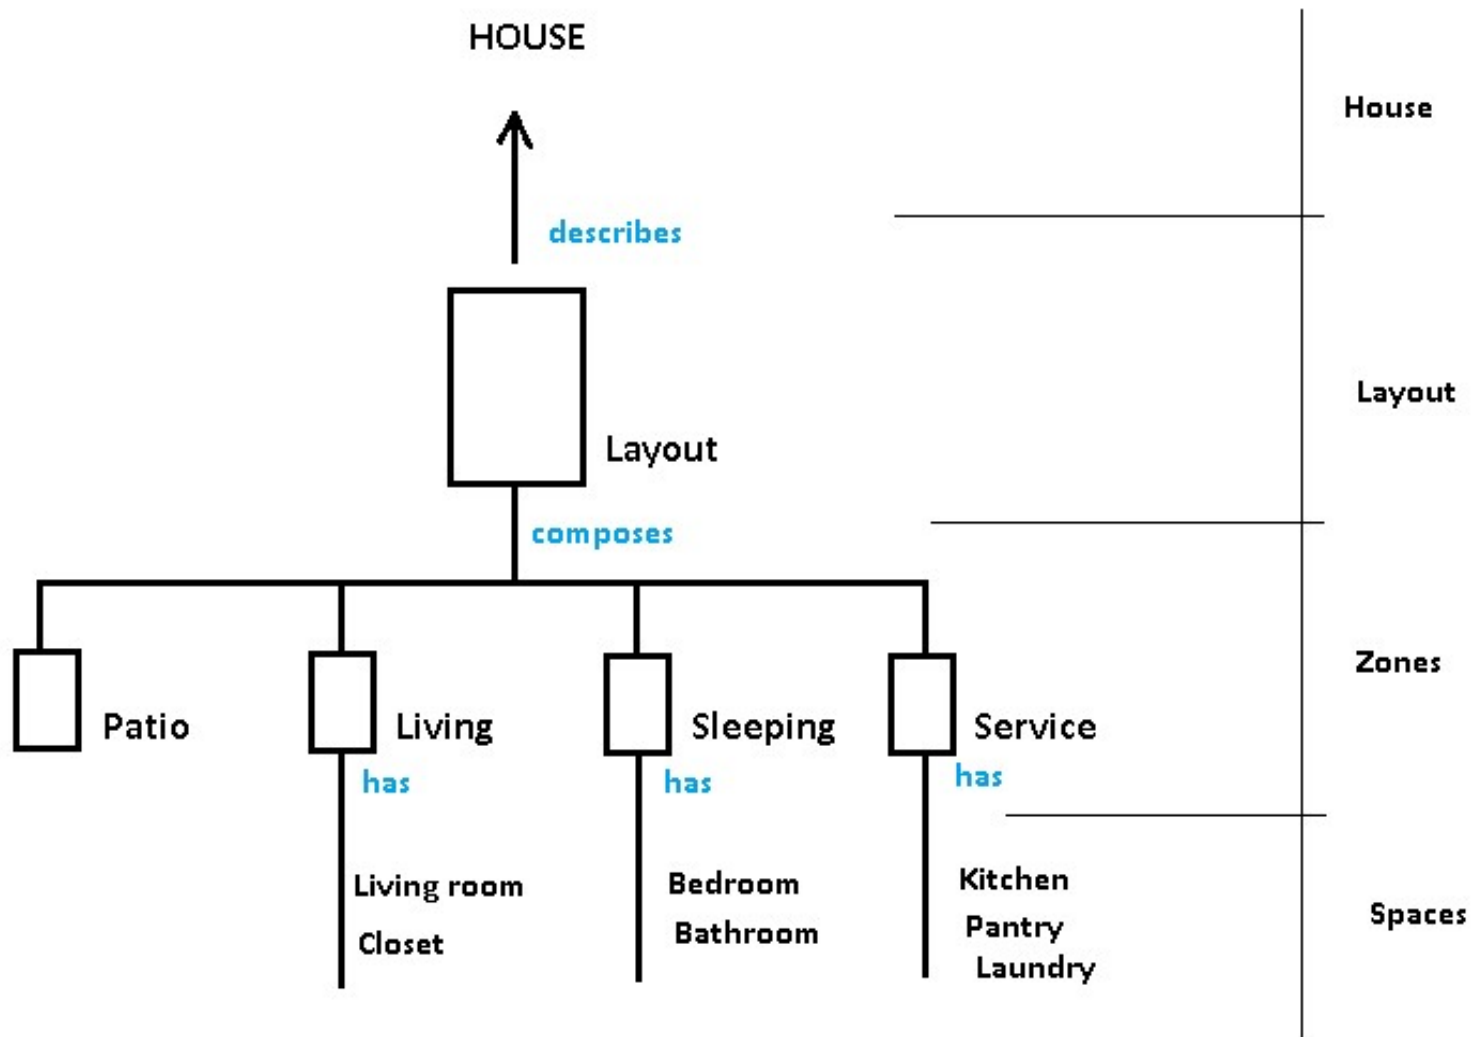 HOUSE
House
describes
Layout
Layout
composes
Zones
Patio
Living
Sleeping
Service
has
has
has
Living room
Bedroom
Kitchen
Closet
Bathroom
Pantry
Laundry
Spaces